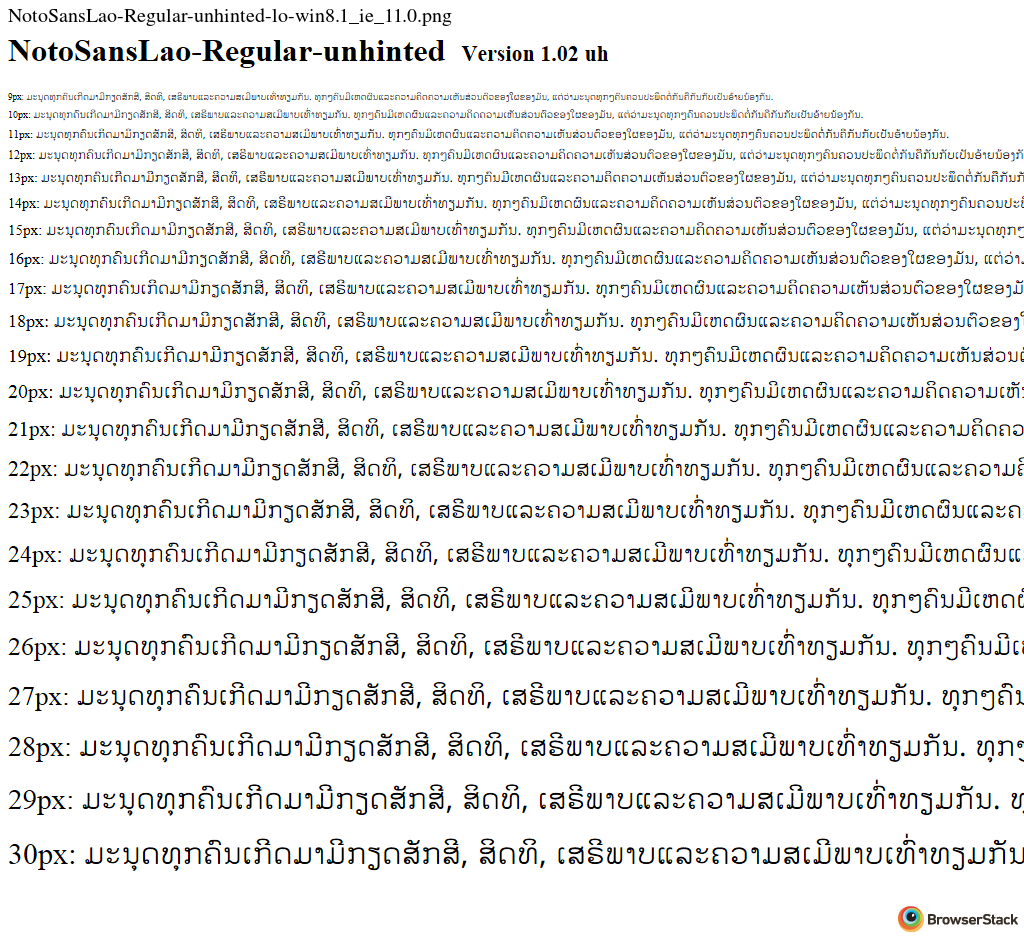 NotoSansLao-Regular-unhinted-lo-win8.1_ie_11.0.png
NotoSansLao-Regular-unhinted Version 1.02 uh
9px: ມະນຸດທຸກຄົນເກີດມາມີກຽດສັກສີ, ສິດທິ, ເສຣີພາບແລະຄວາມສເມີພາບເທົ່າທຽມກັນ. ທຸກໆຄົນມີເຫດຜົນແລະຄວາມຄິດຄວາມເຫັນສ່ວນຕົວຂອງໃຜຂອງມັນ, ແຕ່ວ່າມະນຸດທຸກໆຄົນຄວນປະພຶດຕໍ່ກັນຄືກັນກັບເປັນອ້າຍນ້ອງກັນ.
10px: ມະນຸດທຸກຄົນເກີດມາມີກຽດສັກສີ, ສິດທິ, ເສຣີພາບແລະຄວາມສເມີພາບເທົ່າທຽມກັນ. ທຸກໆຄົນມີເຫດຜົນແລະຄວາມຄິດຄວາມເຫັນສ່ວນຕົວຂອງໃຜຂອງມັນ, ແຕ່ວ່າມະນຸດທຸກໆຄົນຄວນປະພຶດຕໍ່ກັນຄືກັນກັບເປັນອ້າຍນ້ອງກັນ.
11px: ມະນຸດທຸກຄົນເກີດມາມີກຽດສັກສີ, ສິດທິ, ເສຣີພາບແລະຄວາມສເມີພາບເທົ່າທຽມກັນ. ທຸກໆຄົນມີເຫດຜົນແລະຄວາມຄິດຄວາມເຫັນສ່ວນຕົວຂອງໃຜຂອງມັນ, ແຕ່ວ່າມະນຸດທຸກໆຄົນຄວນປະພຶດຕໍ່ກັນຄືກັນກັບເປັນອ້າຍນ້ອງກັນ.
12px: ມະນຸດທຸກຄົນເກີດມາມີກຽດສັກສີ, ສິດທິ, ເສຣີພາບແລະຄວາມສເມີພາບເທົ່າທຽມກັນ. ທຸກໆຄົນມີເຫດຜົນແລະຄວາມຄິດຄວາມເຫັນສ່ວນຕົວຂອງໃຜຂອງມັນ, ແຕ່ວ່າມະນຸດທຸກໆຄົນຄວນປະພຶດຕໍ່ກັນຄືກັນກັບເປັນອ້າຍນ້ອງກັ
13px: ມະນຸດທຸກຄົນເກີດມາມີກຽດສັກສີ, ສິດທິ, ເສຣີພາບແລະຄວາມສເມີພາບເທົ່າທຽມກັນ. ທຸກໆຄົນມີເຫດຜົນແລະຄວາມຄິດຄວາມເຫັນສ່ວນຕົວຂອງໃຜຂອງມັນ, ແຕ່ວ່າມະນຸດທຸກໆຄົນຄວນປະພຶດຕໍ່ກັນຄືກັນກັ
14px: ມະນຸດທຸກຄົນເກີດມາມີກຽດສັກສີ, ສິດທິ, ເສຣີພາບແລະຄວາມສເມີພາບເທົ່າທຽມກັນ. ທຸກໆຄົນມີເຫດຜົນແລະຄວາມຄິດຄວາມເຫັນສ່ວນຕົວຂອງໃຜຂອງມັນ, ແຕ່ວ່າມະນຸດທຸກໆຄົນຄວນປະພຶ
15px: ມະນຸດທຸກຄົນເກີດມາມີກຽດສັກສີ, ສິດທິ, ເສຣີພາບແລະຄວາມສເມີພາບເທົ່າທຽມກັນ. ທຸກໆຄົນມີເຫດຜົນແລະຄວາມຄິດຄວາມເຫັນສ່ວນຕົວຂອງໃຜຂອງມັນ, ແຕ່ວ່າມະນຸດທຸກໆ
16px: ມະນຸດທຸກຄົນເກີດມາມີກຽດສັກສີ, ສິດທິ, ເສຣີພາບແລະຄວາມສເມີພາບເທົ່າທຽມກັນ. ທຸກໆຄົນມີເຫດຜົນແລະຄວາມຄິດຄວາມເຫັນສ່ວນຕົວຂອງໃຜຂອງມັນ, ແຕ່ວ່າ
17px: ມະນຸດທຸກຄົນເກີດມາມີກຽດສັກສີ, ສິດທິ, ເສຣີພາບແລະຄວາມສເມີພາບເທົ່າທຽມກັນ. ທຸກໆຄົນມີເຫດຜົນແລະຄວາມຄິດຄວາມເຫັນສ່ວນຕົວຂອງໃຜຂອງມັ
18px: ມະນຸດທຸກຄົນເກີດມາມີກຽດສັກສີ, ສິດທິ, ເສຣີພາບແລະຄວາມສເມີພາບເທົ່າທຽມກັນ. ທຸກໆຄົນມີເຫດຜົນແລະຄວາມຄິດຄວາມເຫັນສ່ວນຕົວຂອງໃ
19px: ມະນຸດທຸກຄົນເກີດມາມີກຽດສັກສີ, ສິດທິ, ເສຣີພາບແລະຄວາມສເມີພາບເທົ່າທຽມກັນ. ທຸກໆຄົນມີເຫດຜົນແລະຄວາມຄິດຄວາມເຫັນສ່ວນຕົ
20px: ມະນຸດທຸກຄົນເກີດມາມີກຽດສັກສີ, ສິດທິ, ເສຣີພາບແລະຄວາມສເມີພາບເທົ່າທຽມກັນ. ທຸກໆຄົນມີເຫດຜົນແລະຄວາມຄິດຄວາມເຫັ
21px: ມະນຸດທຸກຄົນເກີດມາມີກຽດສັກສີ, ສິດທິ, ເສຣີພາບແລະຄວາມສເມີພາບເທົ່າທຽມກັນ. ທຸກໆຄົນມີເຫດຜົນແລະຄວາມຄິດຄວ
22px: ມະນຸດທຸກຄົນເກີດມາມີກຽດສັກສີ, ສິດທິ, ເສຣີພາບແລະຄວາມສເມີພາບເທົ່າທຽມກັນ. ທຸກໆຄົນມີເຫດຜົນແລະຄວາມຄິ
23px: ມະນຸດທຸກຄົນເກີດມາມີກຽດສັກສີ, ສິດທິ, ເສຣີພາບແລະຄວາມສເມີພາບເທົ່າທຽມກັນ. ທຸກໆຄົນມີເຫດຜົນແລະຄ
24px: ມະນຸດທຸກຄົນເກີດມາມີກຽດສັກສີ, ສິດທິ, ເສຣີພາບແລະຄວາມສເມີພາບເທົ່າທຽມກັນ. ທຸກໆຄົນມີເຫດຜົນແ
25px: ມະນຸດທຸກຄົນເກີດມາມີກຽດສັກສີ, ສິດທິ, ເສຣີພາບແລະຄວາມສເມີພາບເທົ່າທຽມກັນ. ທຸກໆຄົນມີເຫດຜົ
26px: ມະນຸດທຸກຄົນເກີດມາມີກຽດສັກສີ, ສິດທິ, ເສຣີພາບແລະຄວາມສເມີພາບເທົ່າທຽມກັນ. ທຸກໆຄົນມີເ
27px: ມະນຸດທຸກຄົນເກີດມາມີກຽດສັກສີ, ສິດທິ, ເສຣີພາບແລະຄວາມສເມີພາບເທົ່າທຽມກັນ. ທຸກໆຄົນ
28px: ມະນຸດທຸກຄົນເກີດມາມີກຽດສັກສີ, ສິດທິ, ເສຣີພາບແລະຄວາມສເມີພາບເທົ່າທຽມກັນ. ທຸກໆ
29px: ມະນຸດທຸກຄົນເກີດມາມີກຽດສັກສີ, ສິດທິ, ເສຣີພາບແລະຄວາມສເມີພາບເທົ່າທຽມກັນ. ທຸ
30px: ມະນຸດທຸກຄົນເກີດມາມີກຽດສັກສີ, ສິດທິ, ເສຣີພາບແລະຄວາມສເມີພາບເທົ່າທຽມກັນ
BrowserStack